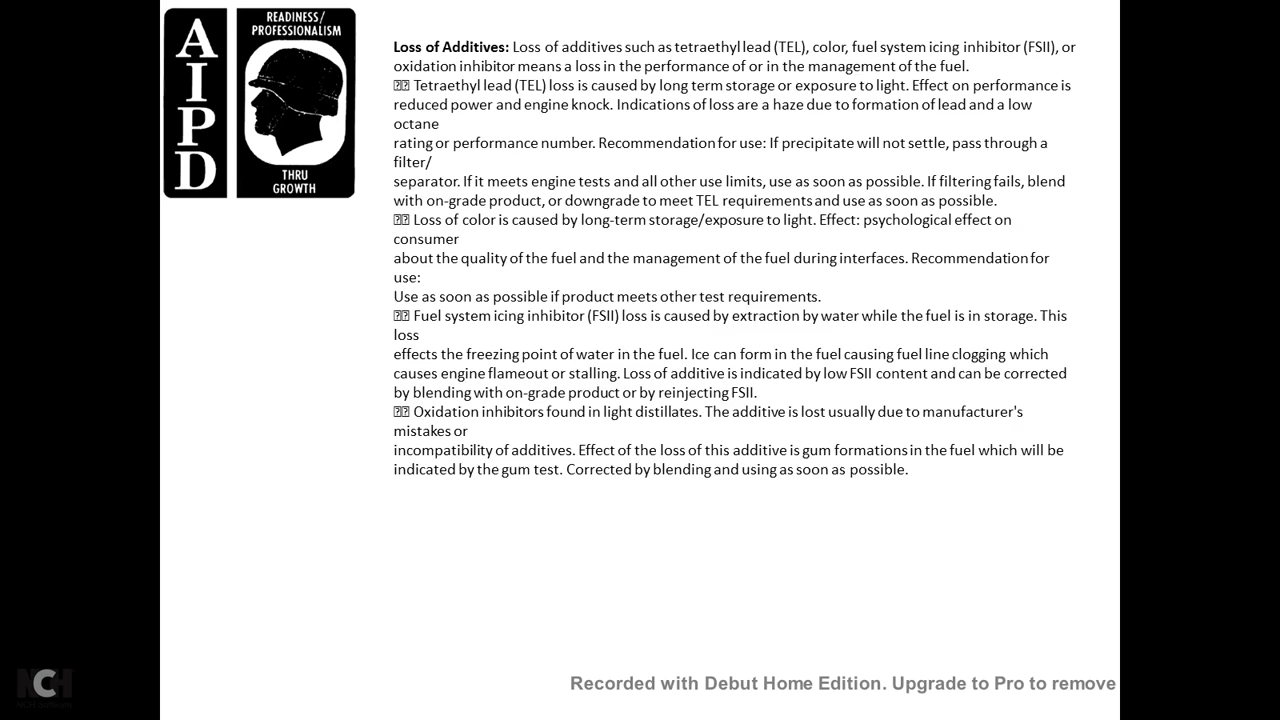 A
I
P
D
READINESS/
PROFESSIONALISM
THRU
GROWTH
Loss of Additives: Loss of additives such as tetraethyl lead (TEL), color, fuel system icing inhibitor (FSII), or
oxidation inhibitor means a loss in the performance of or in the management of the fuel.
Tetraethyl lead (TEL) loss is caused by long term storage or exposure to light. Effect on performance is
reduced power and engine knock. Indications of loss are a haze due to formation of lead and a low
octane
rating or performance number. Recommendation for use: If precipitate will not settle, pass through a
filter/
separator. If it meets engine tests and all other use limits, use as soon as possible. If filtering fails, blend
with on-grade product, or downgrade to meet TEL requirements and use as soon as possible.
Loss of color is caused by long-term storage/exposure to light. Effect: psychological effect on
consumer
about the quality of the fuel and the management of the fuel during interfaces. Recommendation for
use:
Use as soon as possible if product meets other test requirements.
Fuel system icing inhibitor (FSII) loss is caused by extraction by water while the fuel is in storage. This
loss
effects the freezing point of water in the fuel. Ice can form in the fuel causing fuel line clogging which
causes engine flameout or stalling. Loss of additive is indicated by low FSII content and can be corrected
by blending with on-grade product or by reinjecting FSII.
Oxidation inhibitors found in light distillates. The additive is lost usually due to manufacturer's
mistakes or
incompatibility of additives. Effect of the loss of this additive is gum formations in the fuel which will be
indicated by the gum test. Corrected by blending and using as soon as possible.
NCH
NCH Software
Recorded with Debut Home Edition. Upgrade to Pro to remove